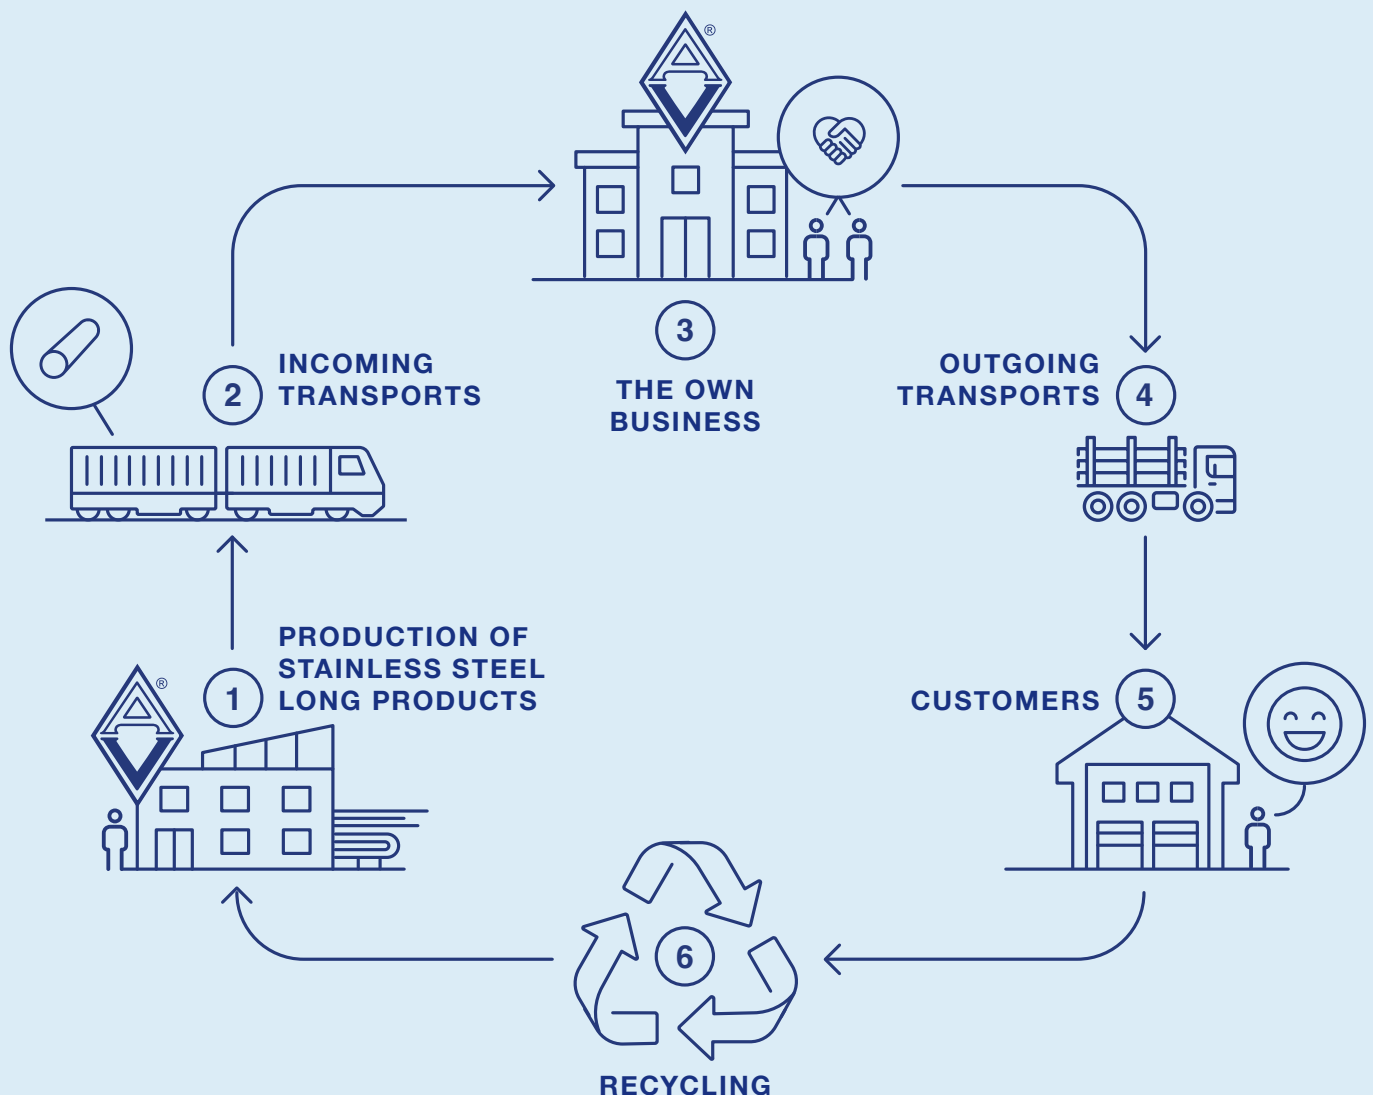 ®
3
THE OWN
BUSINESS
2
INCOMING
TRANSPORTS
OUTGOING
TRANSPORTS
4
®
1
PRODUCTION OF
STAINLESS STEEL
LONG PRODUCTS
CUSTOMERS
5
6
RECYCLING